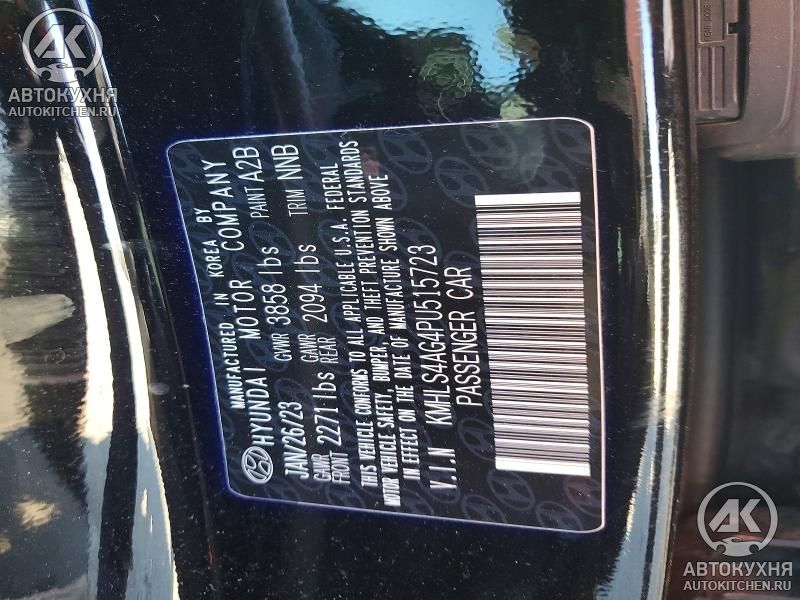 АВТОКУХНЯ
AUTOKITCHEN.RU
MANUFACTURED IN KOREA BY
HYUNDAI MOTOR COMPANY
JAN/26/23 GVWR 3858 lbs PAINT A2B
GAWR FRONT 2271 lbs GAWR REAR 2094 lbs TRIM NNB
THIS VEHICLE CONFORMS TO ALL APPLICABLE U.S.A. FEDERAL
MOTOR VEHICLE SAFETY, BUMPER, AND THEFT PREVENTION STANDARDS
IN EFFECT ON THE DATE OF MANUFACTURE SHOWN ABOVE
V.I.N KMHLS4AG4PU515723
PASSENGER CAR
АК
АВТОКУХНЯ
AUTOKITCHEN.RU
АК